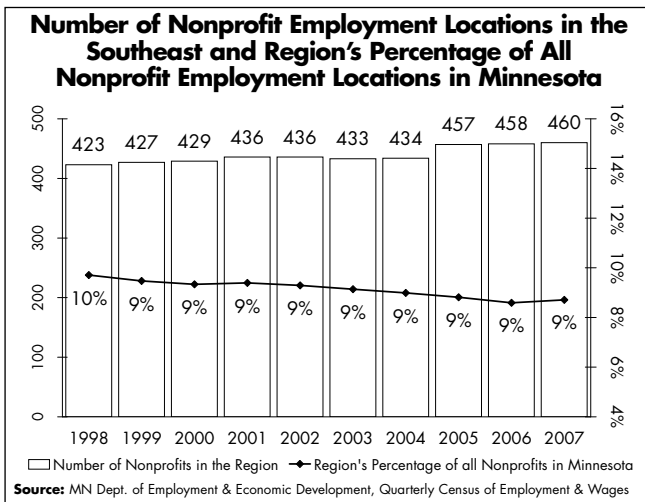 Number of Nonprofit Employment Locations in the
Southeast and Region's Percentage of All
Nonprofit Employment Locations in Minnesota
500
400
300
200
100
0
423 427 429 436 436 433 434 457 458 460
10% 9% 9% 9% 9% 9% 9% 9% 9% 9%
16%
14%
12%
10%
8%
6%
4%
1998 1999 2000 2001 2002 2003 2004 2005 2006 2007
Number of Nonprofits in the Region Region's Percentage of all Nonprofits in Minnesota
Source: MN Dept. of Employment & Economic Development, Quarterly Census of Employment & Wages